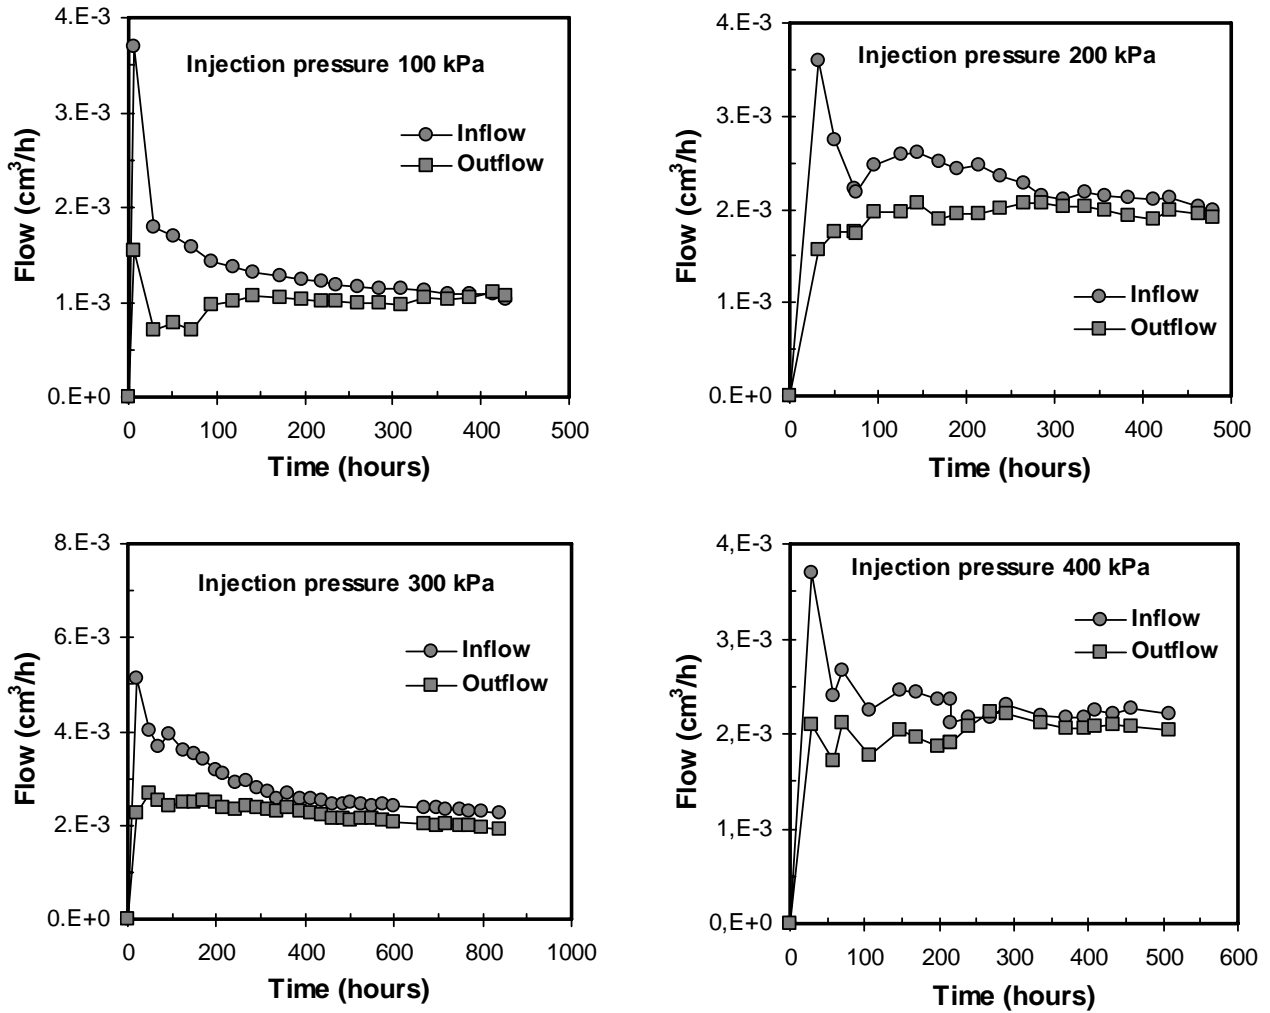 Injection pressure 100 kPa
Flow (cm³/h)
4.E-3
3.E-3
2.E-3
1.E-3
0.E+0
Inflow
Outflow
0 100 200 300 400 500
Time (hours)
Injection pressure 200 kPa
Flow (cm³/h)
4.E-3
3.E-3
2.E-3
1.E-3
0.E+0
Inflow
Outflow
0 100 200 300 400 500
Time (hours)
Injection pressure 300 kPa
Flow (cm³/h)
8.E-3
6.E-3
4.E-3
2.E-3
0.E+0
Inflow
Outflow
0 200 400 600 800 1000
Time (hours)
Injection pressure 400 kPa
Flow (cm³/h)
4,E-3
3,E-3
2,E-3
1,E-3
0,E+0
Inflow
Outflow
0 100 200 300 400 500 600
Time (hours)